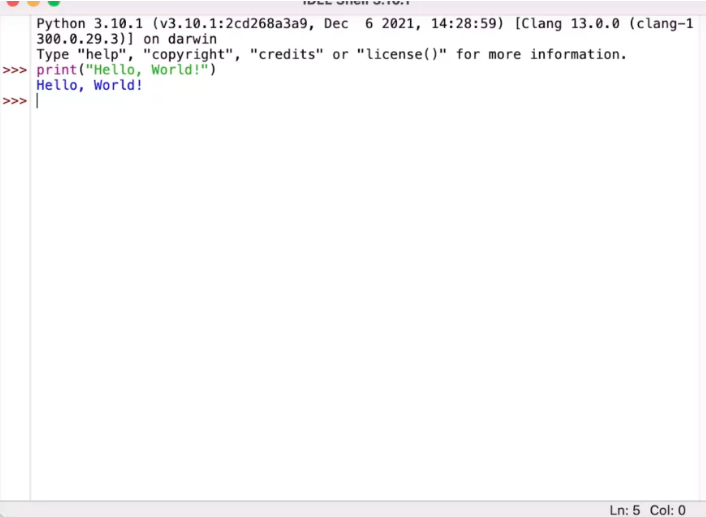 IDLE Shell 3.10.1
Python 3.10.1 (v3.10.1:2cd268a3a9, Dec  6 2021, 14:28:59) [Clang 13.0.0 (clang-1
300.0.29.3)] on darwin
Type "help", "copyright", "credits" or "license()" for more information.
>>> print("Hello, World!")
Hello, World!
>>>
Ln: 5  Col: 0